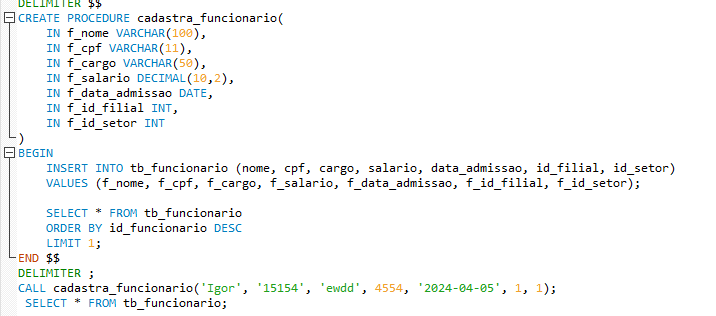 DELIMITER $$
CREATE PROCEDURE cadastra_funcionario(
    IN f_nome VARCHAR(100),
    IN f_cpf VARCHAR(11),
    IN f_cargo VARCHAR(50),
    IN f_salario DECIMAL(10,2),
    IN f_data_admissao DATE,
    IN f_id_filial INT,
    IN f_id_setor INT
)
BEGIN
    INSERT INTO tb_funcionario (nome, cpf, cargo, salario, data_admissao, id_filial, id_setor)
    VALUES (f_nome, f_cpf, f_cargo, f_salario, f_data_admissao, f_id_filial, f_id_setor);
    SELECT * FROM tb_funcionario
    ORDER BY id_funcionario DESC
    LIMIT 1;
END $$
DELIMITER ;
CALL cadastra_funcionario('Igor', '15154', 'ewdd', 4554, '2024-04-05', 1, 1);
 SELECT * FROM tb_funcionario;